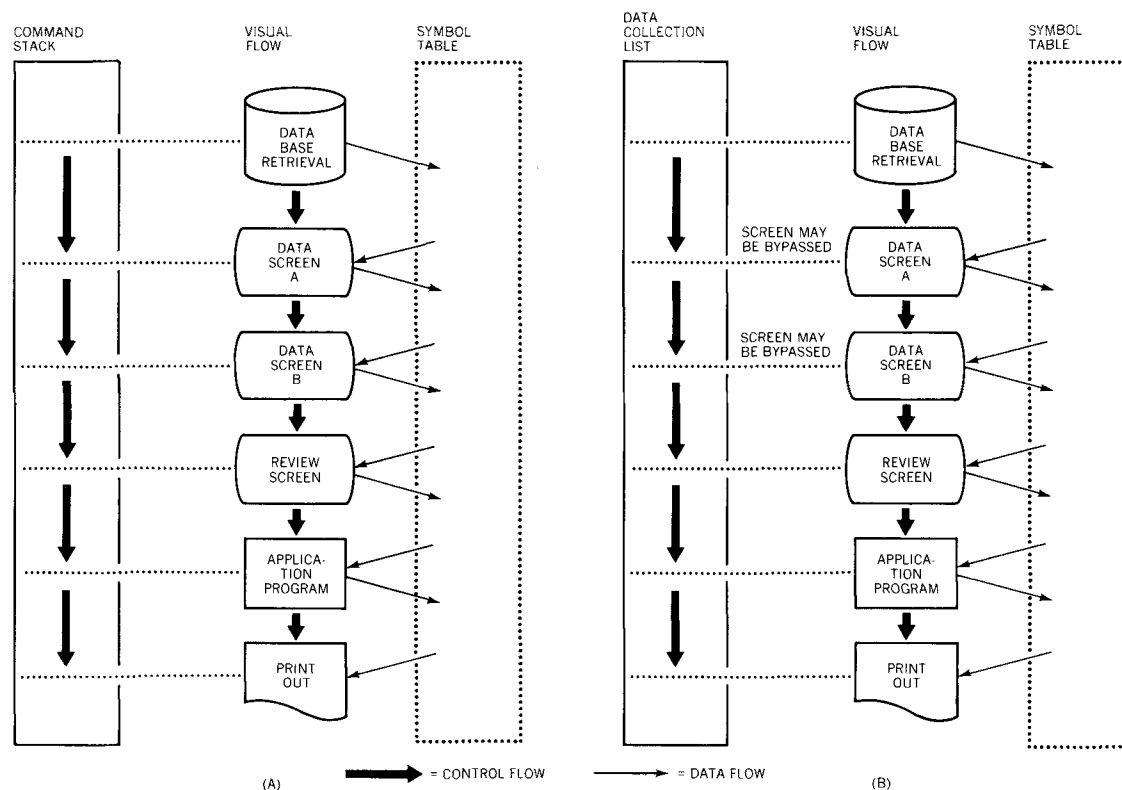 COMMAND
STACK
VISUAL
FLOW
SYMBOL
TABLE
DATA
BASE
RETRIEVAL
DATA
SCREEN
A
DATA
SCREEN
B
REVIEW
SCREEN
APPLICA-
TION
PROGRAM
PRINT
OUT
(A)
DATA
COLLECTION
LIST
VISUAL
FLOW
SYMBOL
TABLE
DATA
BASE
RETRIEVAL
SCREEN MAY
BE BYPASSED
DATA
SCREEN
A
SCREEN MAY
BE BYPASSED
DATA
SCREEN
B
REVIEW
SCREEN
APPLICA-
TION
PROGRAM
PRINT
OUT
(B)
= CONTROL FLOW
= DATA FLOW